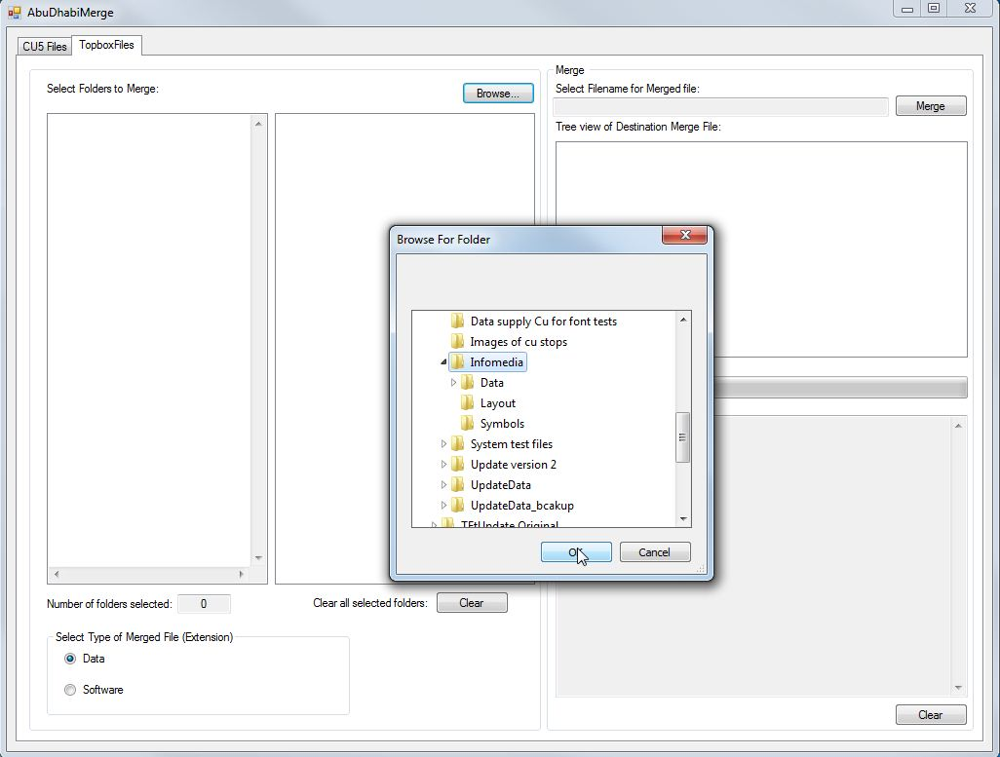 AbuDhabiMerge
CU5 Files
TopboxFiles
Select Folders to Merge:
Browse...
Number of folders selected:
0
Clear all selected folders:
Clear
Select Type of Merged File (Extension)
Data
Software
Merge
Select Filename for Merged file:
Merge
Tree view of Destination Merge File:
Clear
Browse For Folder
Data supply Cu for font tests
Images of cu stops
Infomedia
Data
Layout
Symbols
System test files
Update version 2
UpdateData
UpdateData_bcakup
TFtUpdate Original
OK
Cancel